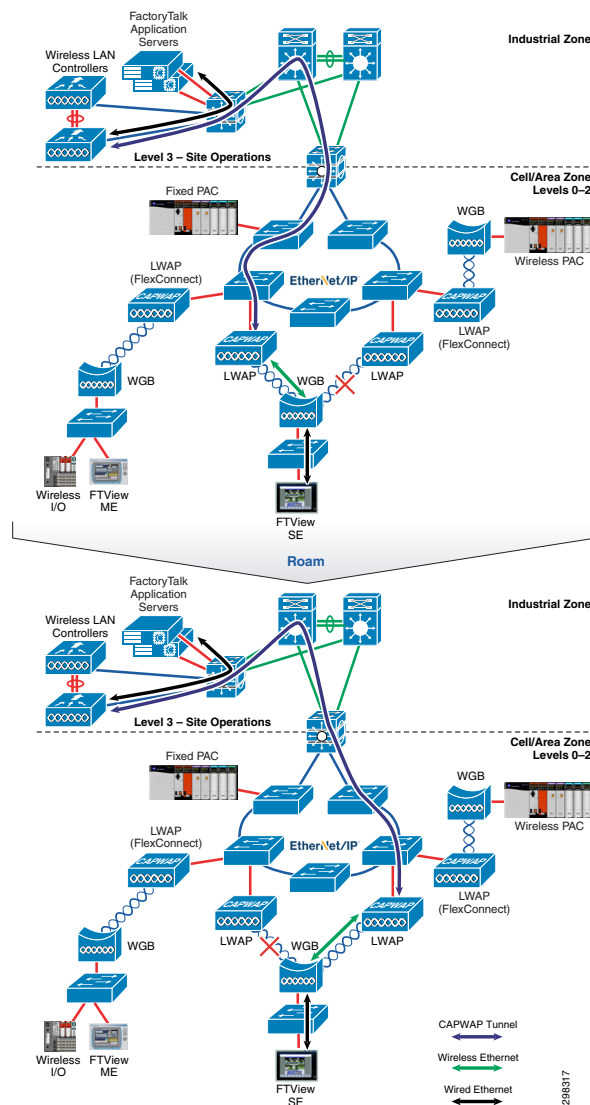 FactoryTalk
Application
Servers
Wireless LAN
Controllers
Industrial Zone
Level 3 – Site Operations
Cell/Area Zone
Levels 0–2
Fixed PAC
WGB
Wireless PAC
LWAP
(FlexConnect)
CAPWAP
EtherNet/IP
CAPWAP
LWAP
(FlexConnect)
CAPWAP
CAPWAP
LWAP
WGB
LWAP
WGB
Wireless
I/O
FTView
ME
FTView
SE
Roam
FactoryTalk
Application
Servers
Wireless LAN
Controllers
Industrial Zone
Level 3 – Site Operations
Cell/Area Zone
Levels 0–2
Fixed PAC
WGB
Wireless PAC
LWAP
(FlexConnect)
CAPWAP
EtherNet/IP
CAPWAP
LWAP
(FlexConnect)
CAPWAP
CAPWAP
LWAP
WGB
LWAP
WGB
Wireless
I/O
FTView
ME
FTView
SE
CAPWAP Tunnel
Wireless Ethernet
Wired Ethernet
298317